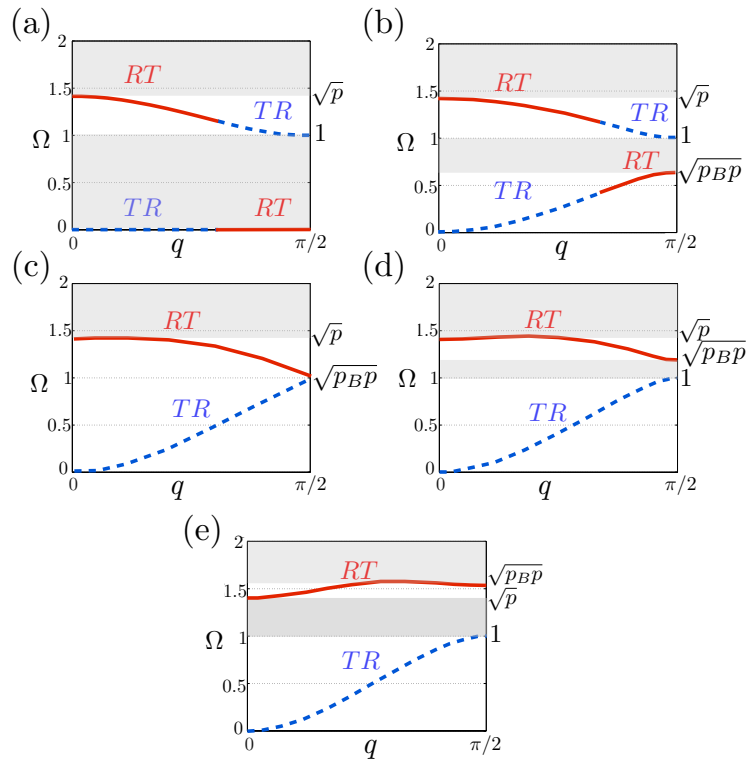 (a)
2
RT
1.5
√p
TR
Ω
1
1
0.5
TR
RT
0
0
q
π/2
(b)
2
RT
1.5
√p
TR
Ω
1
1
RT
√p_B p
0.5
TR
0
0
q
π/2
(c)
2
RT
1.5
√p
Ω
1
√p_B p
TR
0.5
0
0
q
π/2
(d)
2
RT
1.5
√p
√p_B p
Ω
1
1
TR
0.5
0
0
q
π/2
(e)
2
RT
√p_B p
1.5
√p
Ω
1
1
TR
0.5
0
0
q
π/2